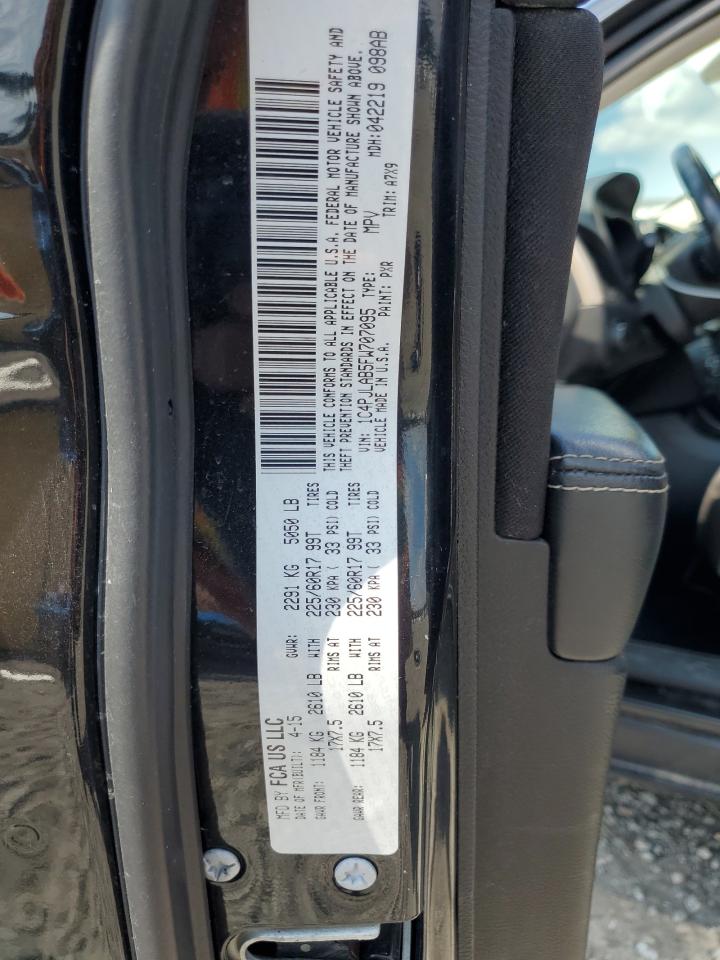 MFD BY FCA US LLC
DATE OF MFR(BUILT): 4-15 GVWR: 2291 KG 5050 LB
GAWR FRONT: 1184 KG 2610 LB WITH 225/60R17 99T TIRES
17X7.5 RIMS AT 230 KPA ( 33 PSI) COLD
GAWR REAR: 1184 KG 2610 LB WITH 225/60R17 99T TIRES
17X7.5 RIMS AT 230 KPA ( 33 PSI) COLD
THIS VEHICLE CONFORMS TO ALL APPLICABLE U.S.A. FEDERAL MOTOR VEHICLE SAFETY AND
THEFT PREVENTION STANDARDS IN EFFECT ON THE DATE OF MANUFACTURE SHOWN ABOVE.
VIN: 1C4PJLAB5FW707095 TYPE: MPV MDH:042219 098AB
VEHICLE MADE IN U.S.A. PAINT: PXR TRIM: A7X9